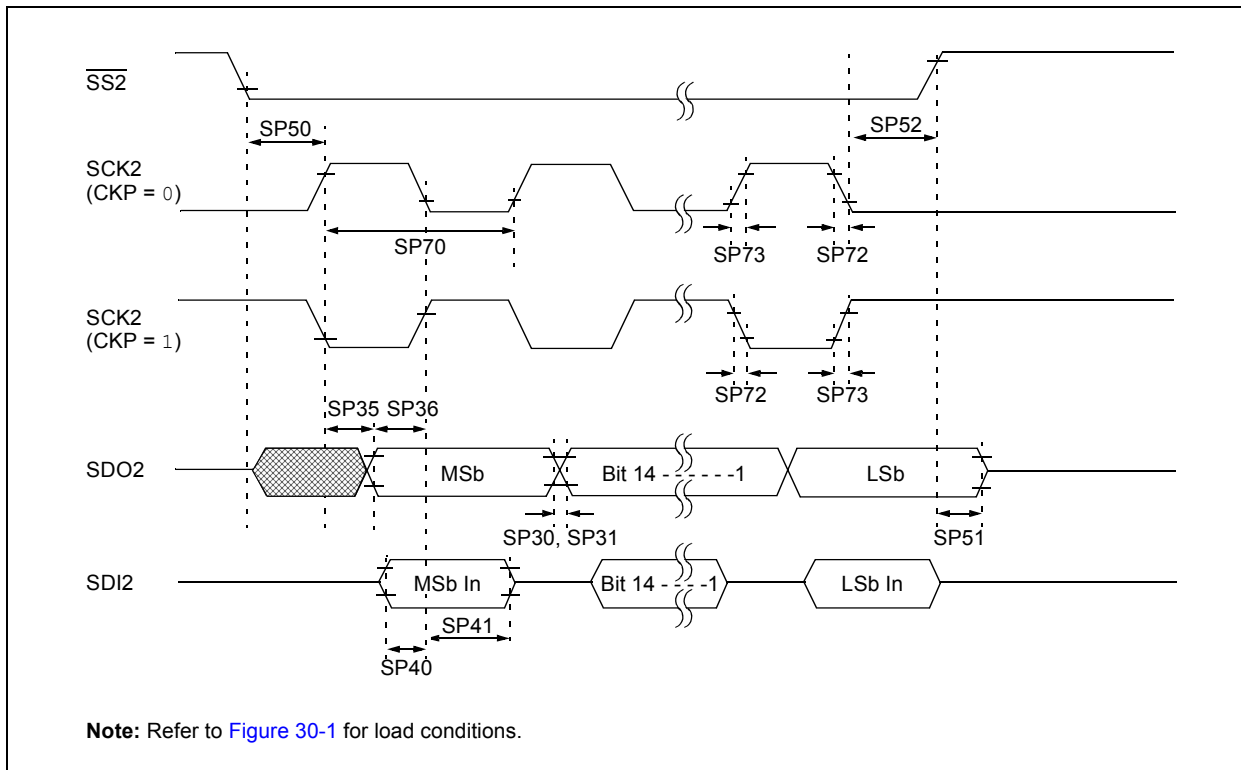 SS2
SP50
SP52
SCK2
(CKP = 0)
SP70
SP73
SP72
SCK2
(CKP = 1)
SP72
SP73
SP35 SP36
SDO2
MSb
Bit 14 - - - - - -1
LSb
SP30, SP31
SP51
SDI2
MSb In
Bit 14 - - - - -1
LSb In
SP41
SP40
Note: Refer to Figure 30-1 for load conditions.